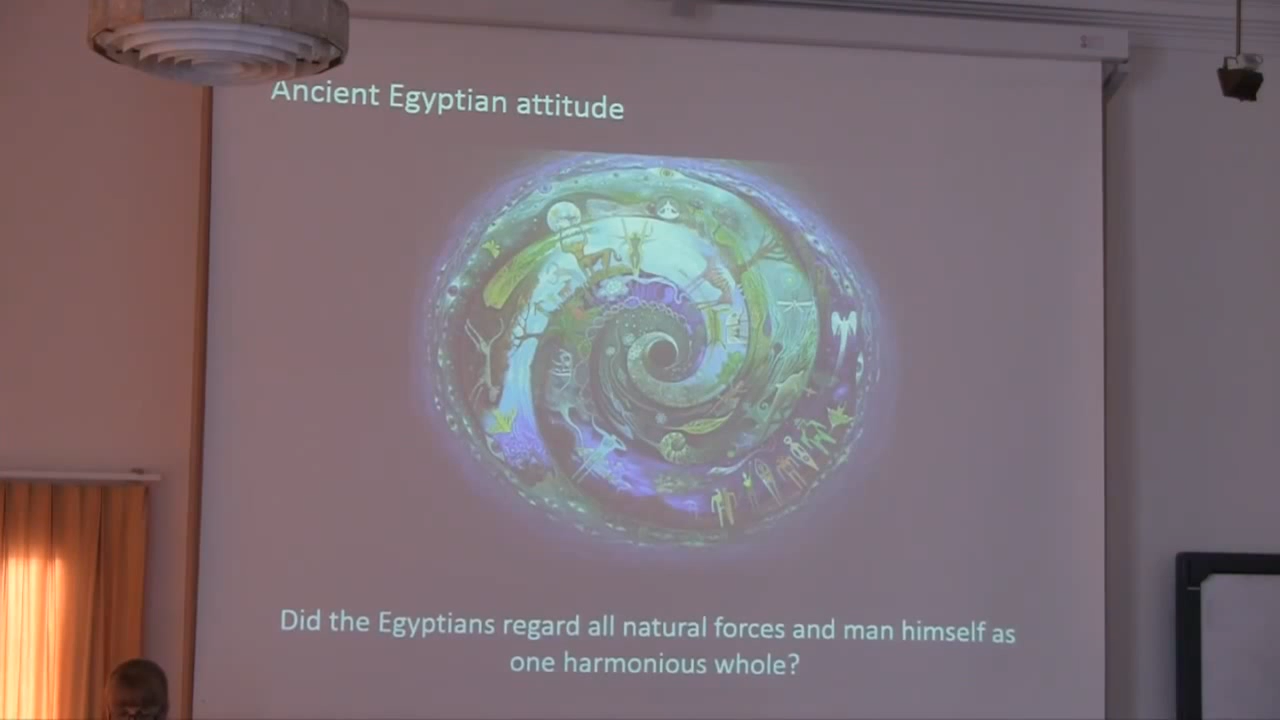 Ancient Egyptian attitude
Did the Egyptians regard all natural forces and man himself as
one harmonious whole?